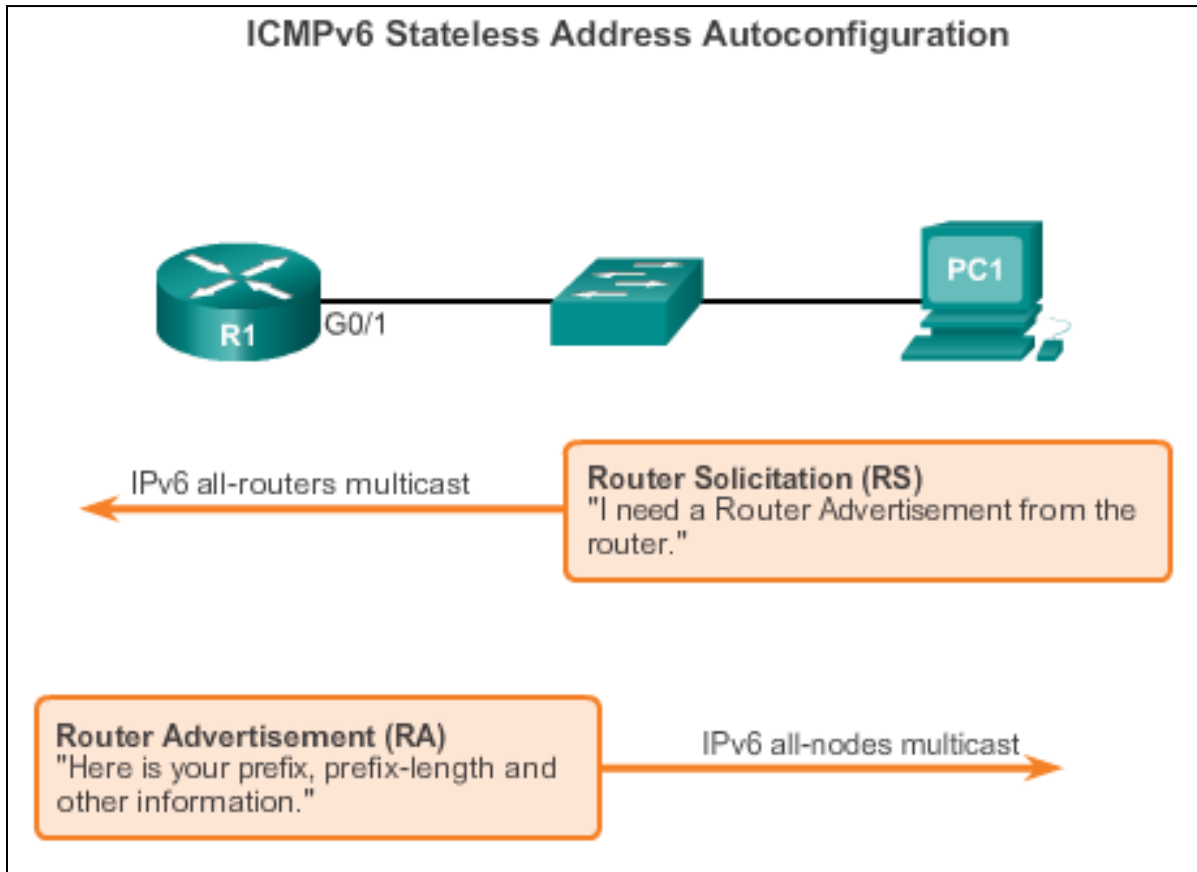 ICMPv6 Stateless Address Autoconfiguration
PC1
R1
G0/1
IPv6 all-routers multicast
Router Solicitation (RS)
"I need a Router Advertisement from the
router."
Router Advertisement (RA)
"Here is your prefix, prefix-length and
other information."
IPv6 all-nodes multicast